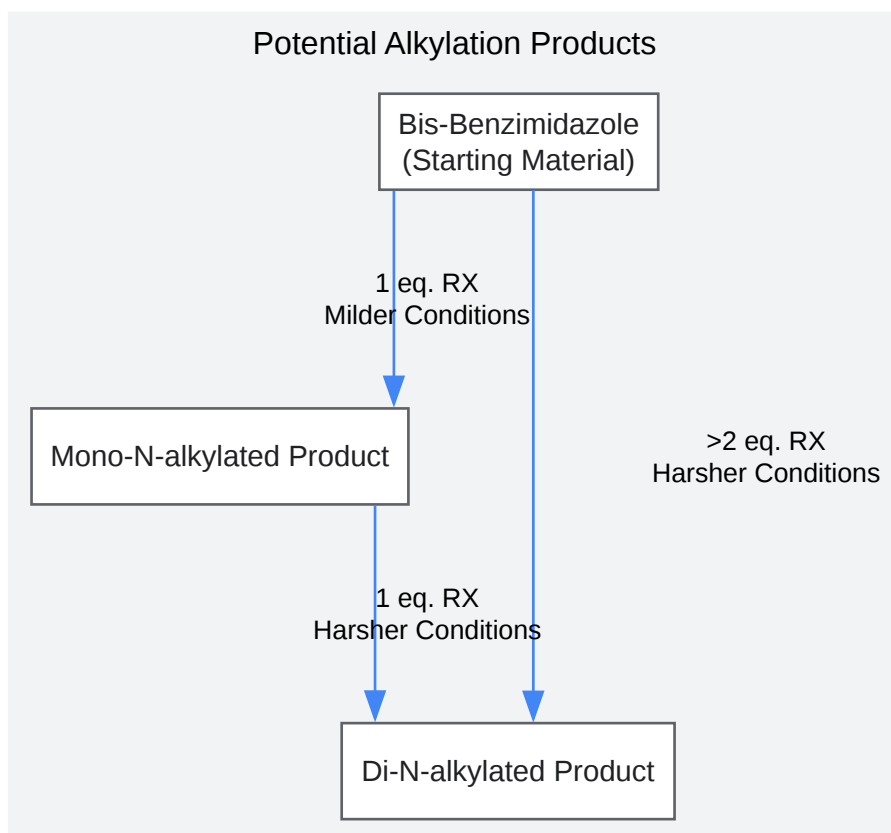 Potential Alkylation Products
Bis-Benzimidazole
(Starting Material)
1 eq. RX
Milder Conditions
Mono-N-alkylated Product
>2 eq. RX
Harsher Conditions
1 eq. RX
Harsher Conditions
Di-N-alkylated Product